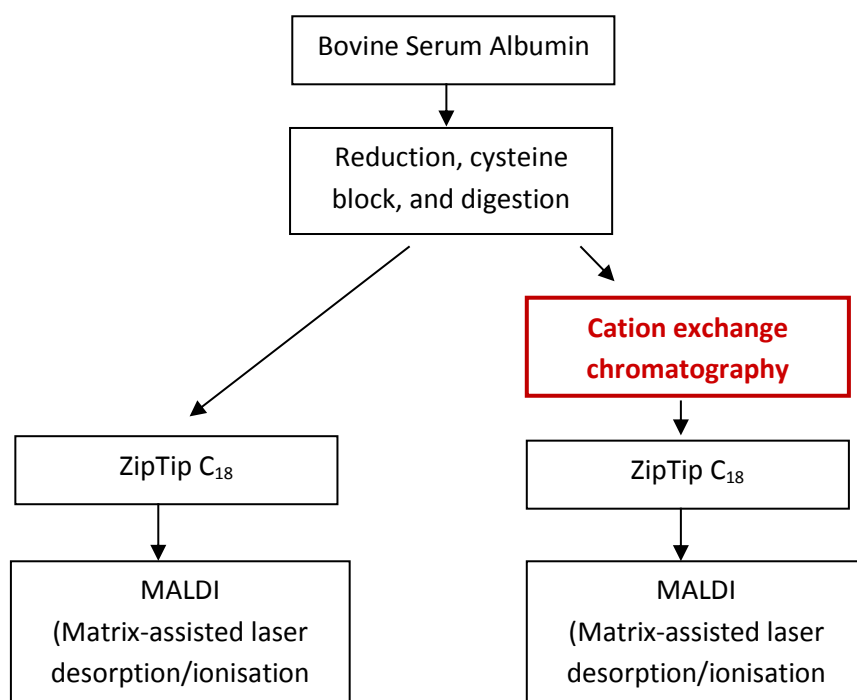 Bovine Serum Albumin
Reduction, cysteine
block, and digestion
Cation exchange
chromatography
ZipTip C₁₈
ZipTip C₁₈
MALDI
(Matrix-assisted laser
desorption/ionisation
MALDI
(Matrix-assisted laser
desorption/ionisation